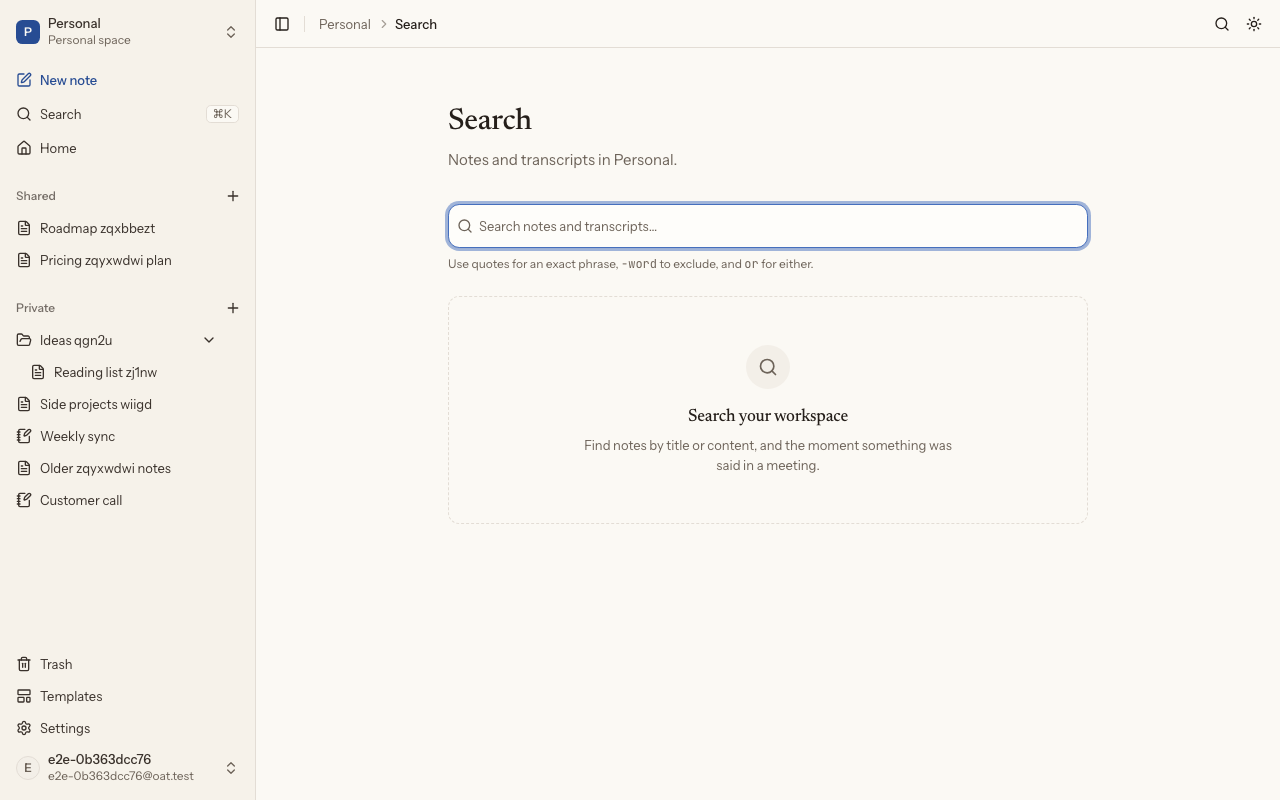 P
Personal
Personal space
New note
Search
⌘K
Home
Shared
Roadmap zqxbbezt
Pricing zqyxwdwi plan
Private
Ideas qgn2u
Reading list zj1nw
Side projects wiigd
Weekly sync
Older zqyxwdwi notes
Customer call
Trash
Templates
Settings
E
e2e-0b363dcc76
e2e-0b363dcc76@oat.test
Personal
Search
Search
Notes and transcripts in Personal.
Search notes and transcripts...
Use quotes for an exact phrase, -word to exclude, and or for either.
Search your workspace
Find notes by title or content, and the moment something was
said in a meeting.